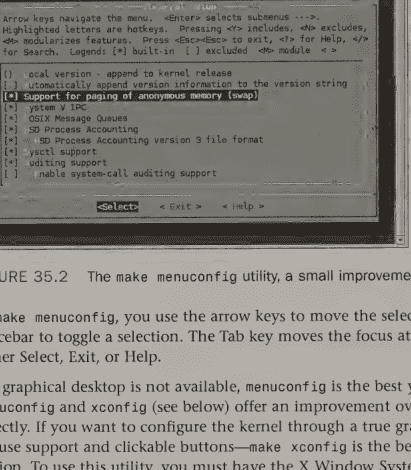 Arrow keys navigate the menu. <Enter> selects submenus --->.
Highlighted letters are hotkeys. Pressing <Y> includes, <N> excludes,
<M> modularizes features. Press <Esc><Esc> to exit, <?> for Help, </>
for Search. Legend: [*] built-in [ ] excluded <M> module < >
() ocal version - append to kernel release
[ ] utomatically append version information to the version string
[*] Support for paging of anonymous memory (swap)
[*] ystem V IPC
[*] OSIX Message Queues
[*] SD Process Accounting
[*] SD Process Accounting version 3 file format
[*] ysctl support
[*] uditing support
[ ] nable system-call auditing support
<Select> < Exit > < Help >
URE 35.2 The make menuconfig utility, a small improveme
make menuconfig, you use the arrow keys to move the selec
cebar to toggle a selection. The Tab key moves the focus at
her Select, Exit, or Help.
graphical desktop is not available, menuconfig is the best y
uconfig and xconfig (see below) offer an improvement ov
ectly. If you want to configure the kernel through a true gra
use support and clickable buttons—make xconfig is the be
ion. To use this utility, you must have the X Window Syst